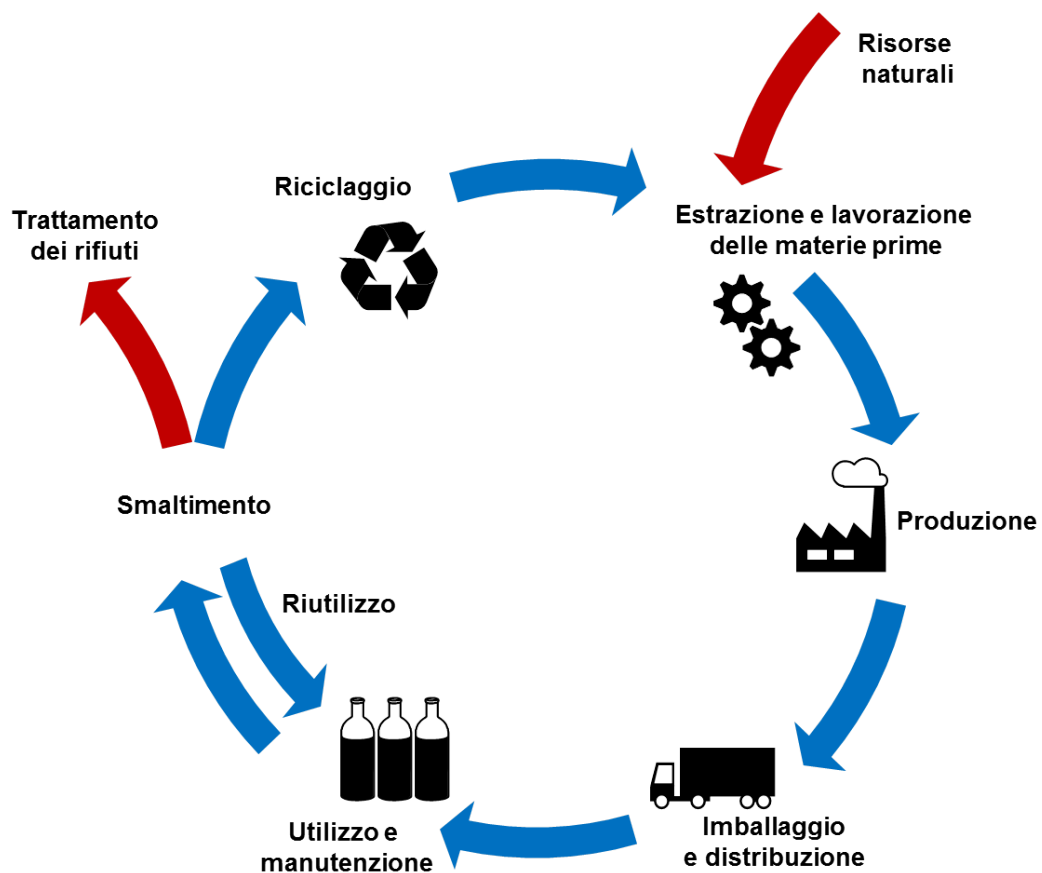 Risorse
naturali
Riciclaggio
Trattamento
dei rifiuti
Estrazione e lavorazione
delle materie prime
Smaltimento
Produzione
Riutilizzo
Imballaggio
e distribuzione
Utilizzo e
manutenzione